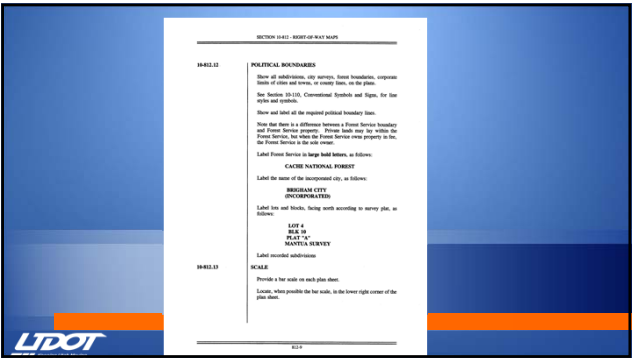 SECTION 10-812 - RIGHT-OF-WAY MAPS
10-812.12 POLITICAL BOUNDARIES
Show all subdivisions, city surveys, forest boundaries, corporate
limits of cities and towns, or county lines, on the plans.
See Section 10-110, Conventional Symbols and Signs, for line
styles and symbols.
Show and label all the required political boundary lines.
Note that there is a difference between a Forest Service boundary
and Forest Service property. Private lands may lay within the
Forest Service, but when the Forest Service owns property in fee,
the Forest Service is the sole owner.
Label Forest Service in large bold letters, as follows:
CACHE NATIONAL FOREST
Label the name of the incorporated city, as follows:
BRIGHAM CITY
(INCORPORATED)
Label lots and blocks, facing north according to survey plat, as
follows:
LOT 4
BLK 10
PLAT "A"
MANTUA SURVEY
Label recorded subdivisions
10-812.13 SCALE
Provide a bar scale on each plan sheet.
Locate, when possible the bar scale, in the lower right corner of the
plan sheet.
812-9
UDOT